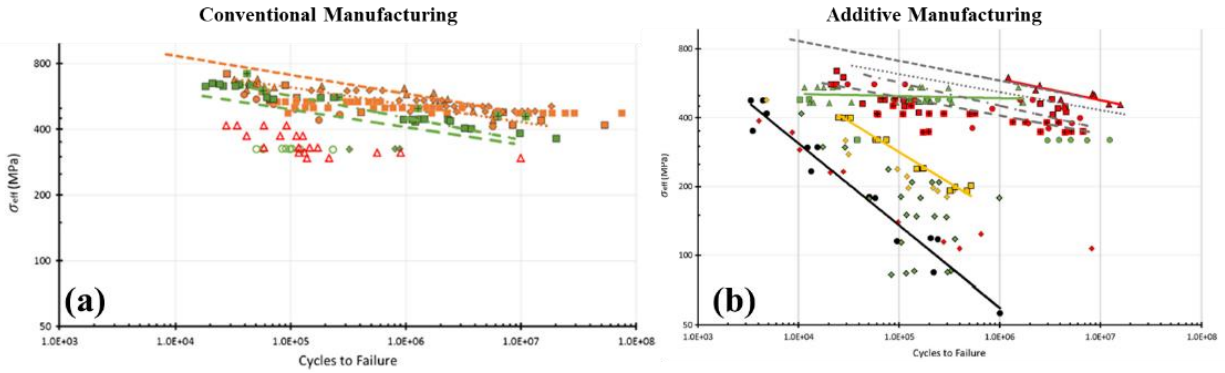 Conventional Manufacturing
800
400
200
100
50
σeff (MPa)
(a)
1.0E+03 1.0E+04 1.0E+05 1.0E+06 1.0E+07 1.0E+08
Cycles to Failure
Additive Manufacturing
800
400
200
100
50
σeff (MPa)
(b)
1.0E+03 1.0E+04 1.0E+05 1.0E+06 1.0E+07 1.0E+08
Cycles to Failure